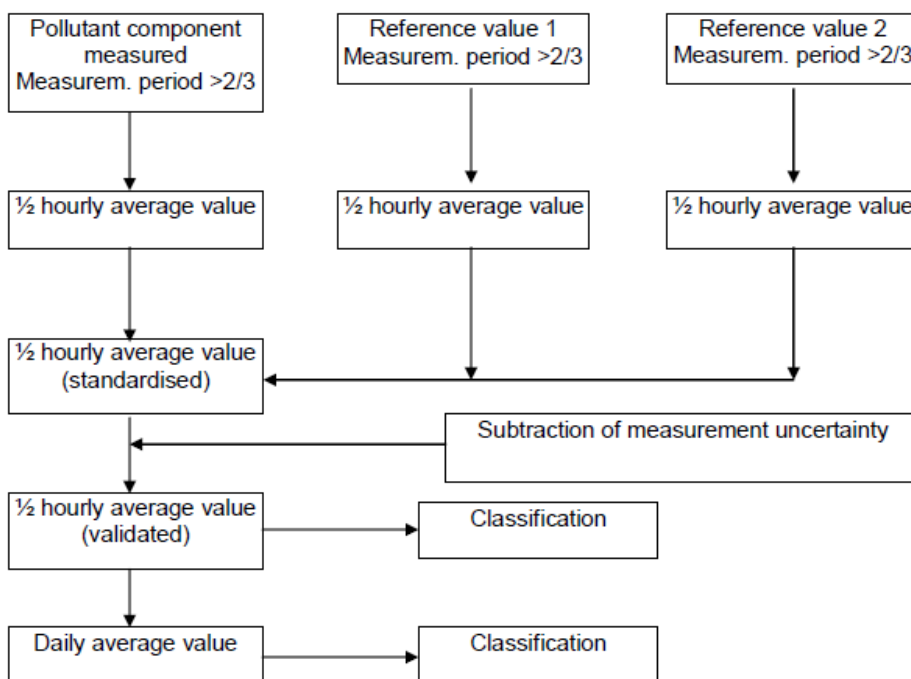 Pollutant component
measured
Measurem. period >2/3
Reference value 1
Measurem. period >2/3
Reference value 2
Measurem. period >2/3
½ hourly average value
½ hourly average value
½ hourly average value
½ hourly average value
(standardised)
Subtraction of measurement uncertainty
½ hourly average value
(validated)
Classification
Daily average value
Classification